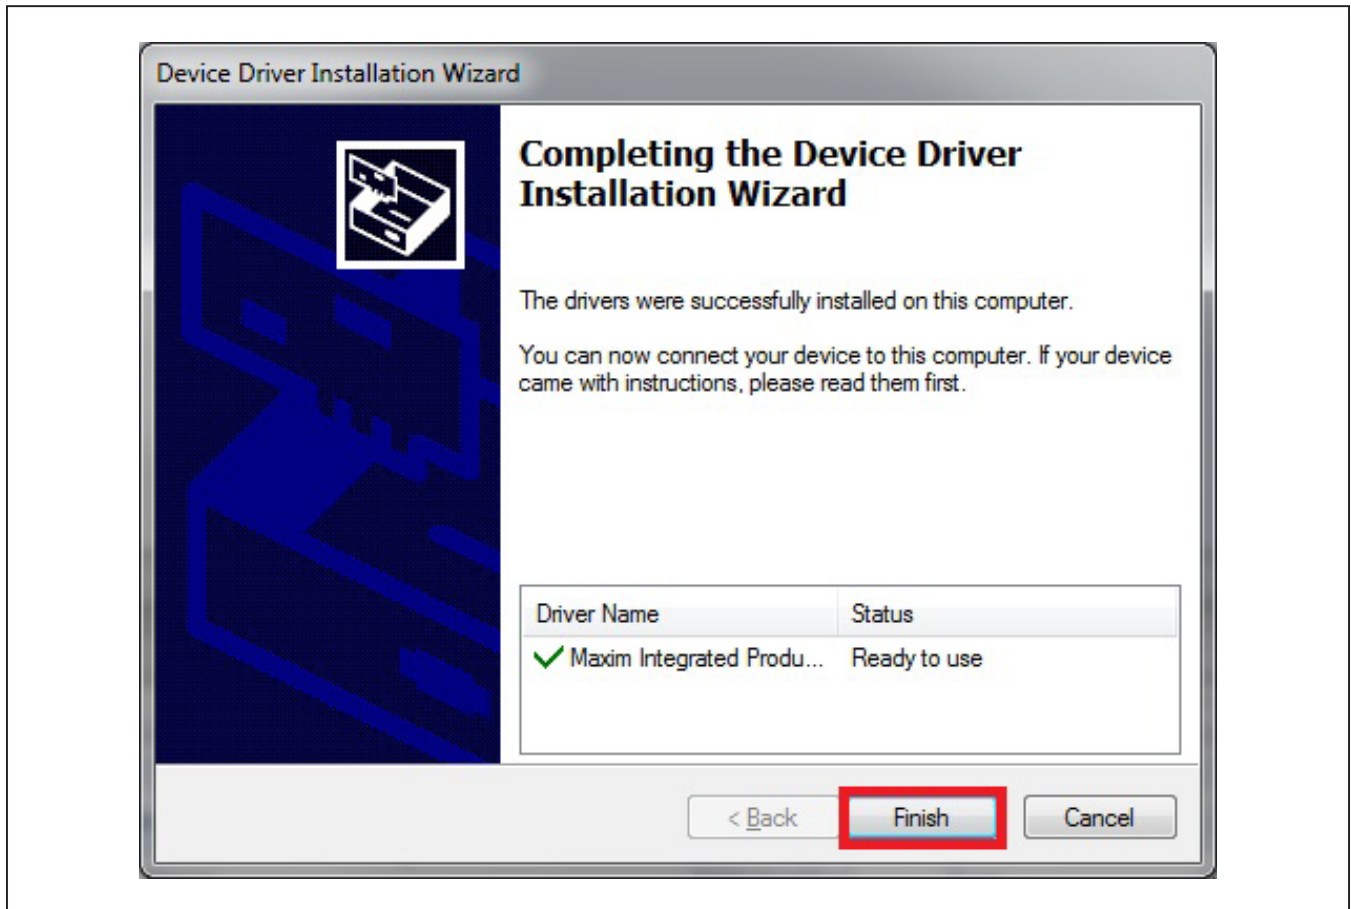 Device Driver Installation Wizard
Completing the Device Driver
Installation Wizard
The drivers were successfully installed on this computer.
You can now connect your device to this computer. If your device
came with instructions, please read them first.
Driver Name Status
Maxim Integrated Produ... Ready to use
< Back Finish Cancel